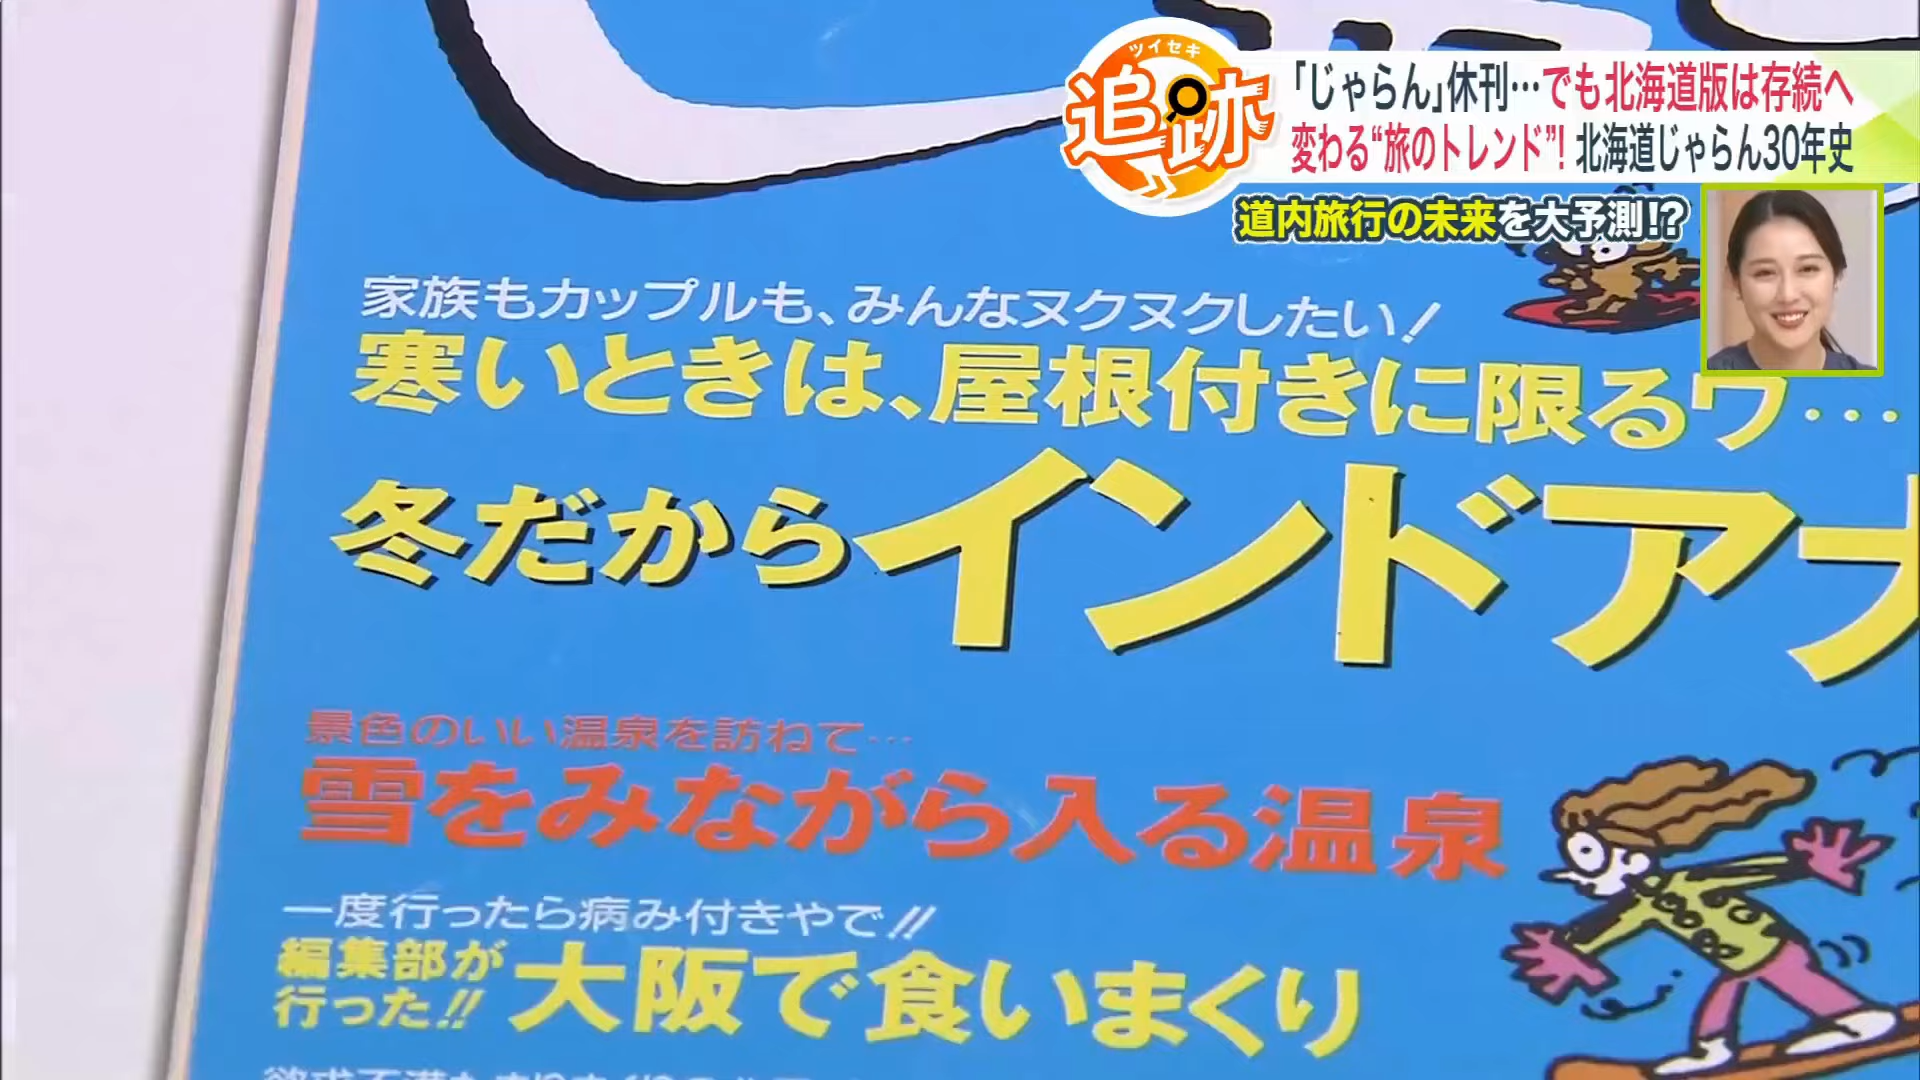 ツイセキ
追跡
「じゃらん」休刊…でも北海道版は存続へ
変わる“旅のトレンド”！北海道じゃらん30年史
道内旅行の未来を大予測!?
家族もカップルも、みんなヌクヌクしたい！
寒いときは、屋根付きに限るワ…
冬だからインドア
景色のいい温泉を訪ねて…
雪をみながら入る温泉
一度行ったら病み付きやで!!
編集部が
行った!!
大阪で食いまくり